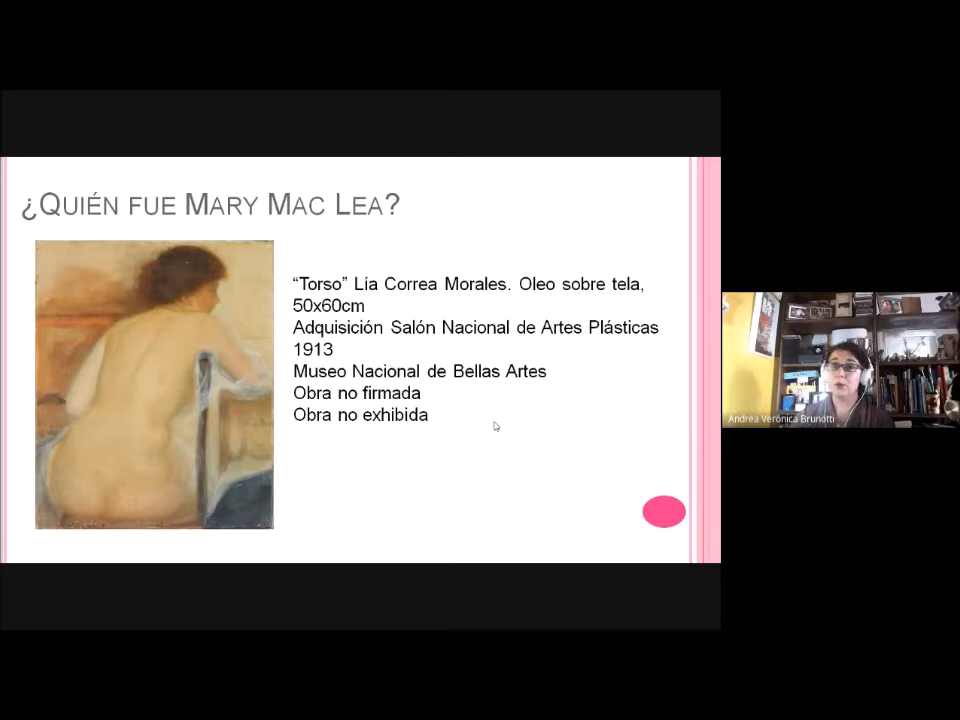 ¿Quién fue Mary Mac Lea?
“Torso” Lía Correa Morales. Oleo sobre tela,
50x60cm
Adquisición Salón Nacional de Artes Plásticas
1913
Museo Nacional de Bellas Artes
Obra no firmada
Obra no exhibida
Andrea Verónica Brunotti